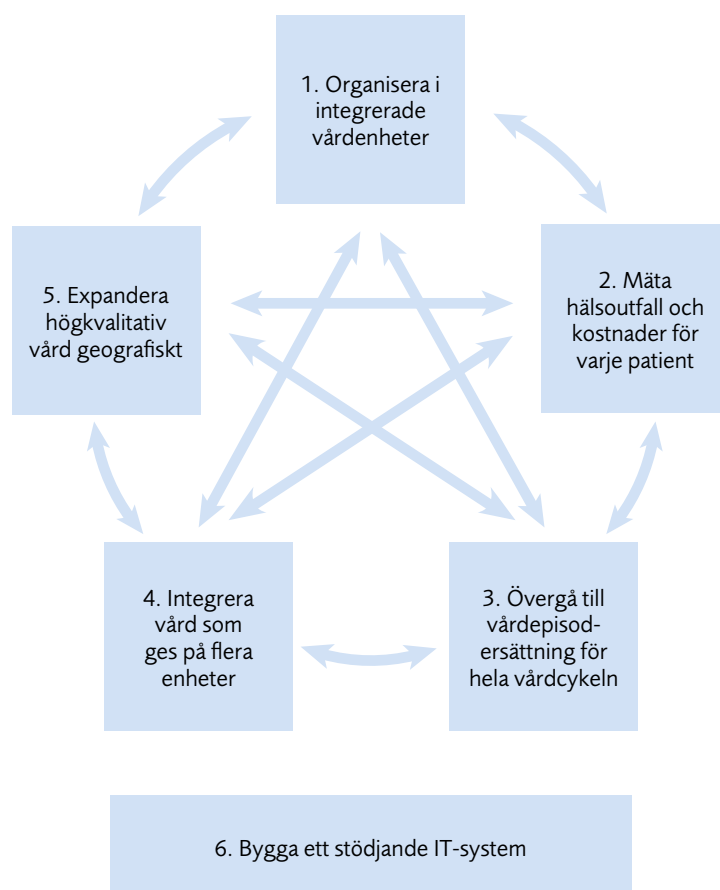 1. Organisera i
integrerade
vårdenheter
2. Mäta
hälsoutfall och
kostnader för
varje patient
3. Övergå till
vårdepisod-
ersättning för
hela vårdcykeln
4. Integrera
vård som
ges på flera
enheter
5. Expandera
högkvalitativ
vård geografiskt
6. Bygga ett stödjande IT-system